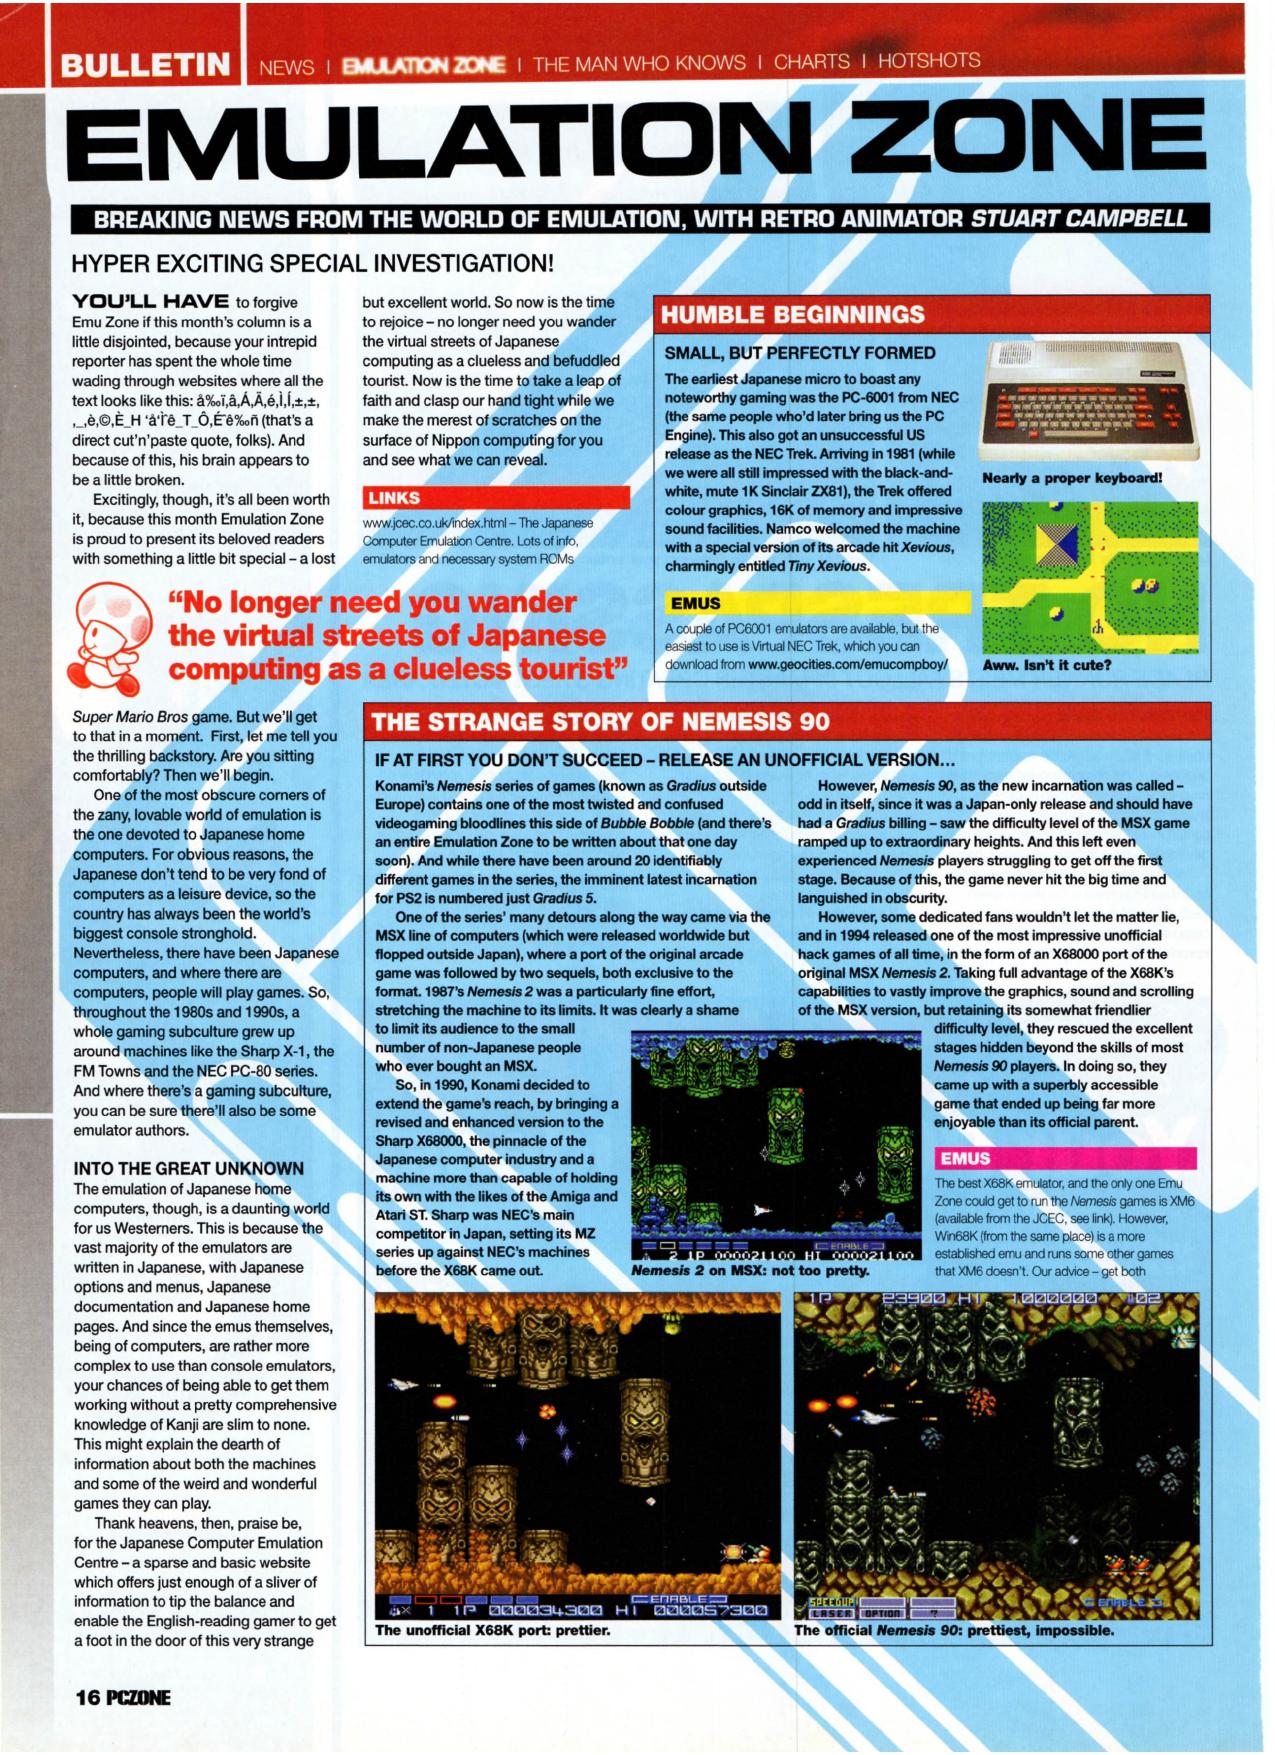 BULLETIN
NEWS | EMULATION ZONE | THE MAN WHO KNOWS | CHARTS | HOTSHOTS
EMULATION ZONE
BREAKING NEWS FROM THE WORLD OF EMULATION, WITH RETRO ANIMATOR STUART CAMPBELL
HYPER EXCITING SPECIAL INVESTIGATION!
YOU'LL HAVE to forgive
Emu Zone if this month's column is a
little disjointed, because your intrepid
reporter has spent the whole time
wading through websites where all the
text looks like this:
direct cut'n'paste quote, folks). And
because of this, his brain appears to
be a little broken.
Excitingly, though, it's all been worth
it, because this month Emulation Zone
is proud to present its beloved readers
with something a little bit special – a lost
"No longer need you wander
the virtual streets of Japanese
computing as a clueless tourist"
Super Mario Bros game. But we'll get
to that in a moment. First, let me tell you
the thrilling backstory. Are you sitting
comfortably? Then we'll begin.
One of the most obscure corners of
the zany, lovable world of emulation is
the one devoted to Japanese home
computers. For obvious reasons, the
Japanese don't tend to be very fond of
computers as a leisure device, so the
country has always been the world's
biggest console stronghold.
Nevertheless, there have been Japanese
computers, and where there are
computers, people will play games. So,
throughout the 1980s and 1990s, a
whole gaming subculture grew up
around machines like the Sharp X-1, the
FM Towns and the NEC PC-80 series.
And where there's a gaming subculture,
you can be sure there'll also be some
emulator authors.
INTO THE GREAT UNKNOWN
The emulation of Japanese home
computers, though, is a daunting world
for us Westerners. This is because the
vast majority of the emulators are
written in Japanese, with Japanese
options and menus, Japanese
documentation and Japanese home
pages. And since the emus themselves,
being of computers, are rather more
complex to use than console emulators,
your chances of being able to get them
working without a pretty comprehensive
knowledge of Kanji are slim to none.
This might explain the dearth of
information about both the machines
and some of the weird and wonderful
games they can play.
Thank heavens, then, praise be,
for the Japanese Computer Emulation
Centre – a sparse and basic website
which offers just enough of a sliver of
information to tip the balance and
enable the English-reading gamer to get
a foot in the door of this very strange
but excellent world. So now is the time
to rejoice – no longer need you wander
the virtual streets of Japanese
computing as a clueless and befuddled
tourist. Now is the time to take a leap of
faith and clasp our hand tight while we
make the merest of scratches on the
surface of Nippon computing for you
and see what we can reveal.
LINKS
www.jcec.co.uk/index.html – The Japanese
Computer Emulation Centre. Lots of info,
emulators and necessary system ROMs
HUMBLE BEGINNINGS
SMALL, BUT PERFECTLY FORMED
The earliest Japanese micro to boast any
noteworthy gaming was the PC-6001 from NEC
(the same people who'd later bring us the PC
Engine). This also got an unsuccessful US
release as the NEC Trek. Arriving in 1981 (while
we were all still impressed with the black-and-
white, mute 1K Sinclair ZX81), the Trek offered
colour graphics, 16K of memory and impressive
sound facilities. Namco welcomed the machine
with a special version of its arcade hit Xevious,
charmingly entitled Tiny Xevious.
EMUS
A couple of PC6001 emulators are available, but the
easiest to use is Virtual NEC Trek, which you can
download from www.geocities.com/emucompboy/
Nearly a proper keyboard!
Aww. Isn't it cute?
THE STRANGE STORY OF NEMESIS 90
IF AT FIRST YOU DON'T SUCCEED – RELEASE AN UNOFFICIAL VERSION...
Konami's Nemesis series of games (known as Gradius outside
Europe) contains one of the most twisted and confused
videogaming bloodlines this side of Bubble Bobble (and there's
an entire Emulation Zone to be written about that one day
soon). And while there have been around 20 identifiably
different games in the series, the imminent latest incarnation
for PS2 is numbered just Gradius 5.
One of the series' many detours along the way came via the
MSX line of computers (which were released worldwide but
flopped outside Japan), where a port of the original arcade
game was followed by two sequels, both exclusive to the
format. 1987's Nemesis 2 was a particularly fine effort,
stretching the machine to its limits. It was clearly a shame
to limit its audience to the small
number of non-Japanese people
who ever bought an MSX.
So, in 1990, Konami decided to
extend the game's reach, by bringing a
revised and enhanced version to the
Sharp X68000, the pinnacle of the
Japanese computer industry and a
machine more than capable of holding
its own with the likes of the Amiga and
Atari ST. Sharp was NEC's main
competitor in Japan, setting its MZ
series up against NEC's machines
before the X68K came out.
However, Nemesis 90, as the new incarnation was called –
odd in itself, since it was a Japan-only release and should have
had a Gradius billing – saw the difficulty level of the MSX game
ramped up to extraordinary heights. And this left even
experienced Nemesis players struggling to get off the first
stage. Because of this, the game never hit the big time and
languished in obscurity.
However, some dedicated fans wouldn't let the matter lie,
and in 1994 released one of the most impressive unofficial
hack games of all time, in the form of an X68000 port of the
original MSX Nemesis 2. Taking full advantage of the X68K's
capabilities to vastly improve the graphics, sound and scrolling
of the MSX version, but retaining its somewhat friendlier
difficulty level, they rescued the excellent
stages hidden beyond the skills of most
Nemesis 90 players. In doing so, they
came up with a superbly accessible
game that ended up being far more
enjoyable than its official parent.
EMUS
The best X68K emulator, and the only one Emu
Zone could get to run the Nemesis games is XM6
(available from the JCEC, see link). However,
Win68K (from the same place) is a more
established emu and runs some other games
that XM6 doesn't. Our advice – get both
ENABLE
2 1P 000021100 HI 000021100
Nemesis 2 on MSX: not too pretty.
ENABLE
1 1P 000034300 HI 000057300
The unofficial X68K port: prettier.
1P 23900 HI 1000000 02
SPEEDUP
LASER OPTION ?
ENABLE
The official Nemesis 90: prettiest, impossible.
16 PCZONE